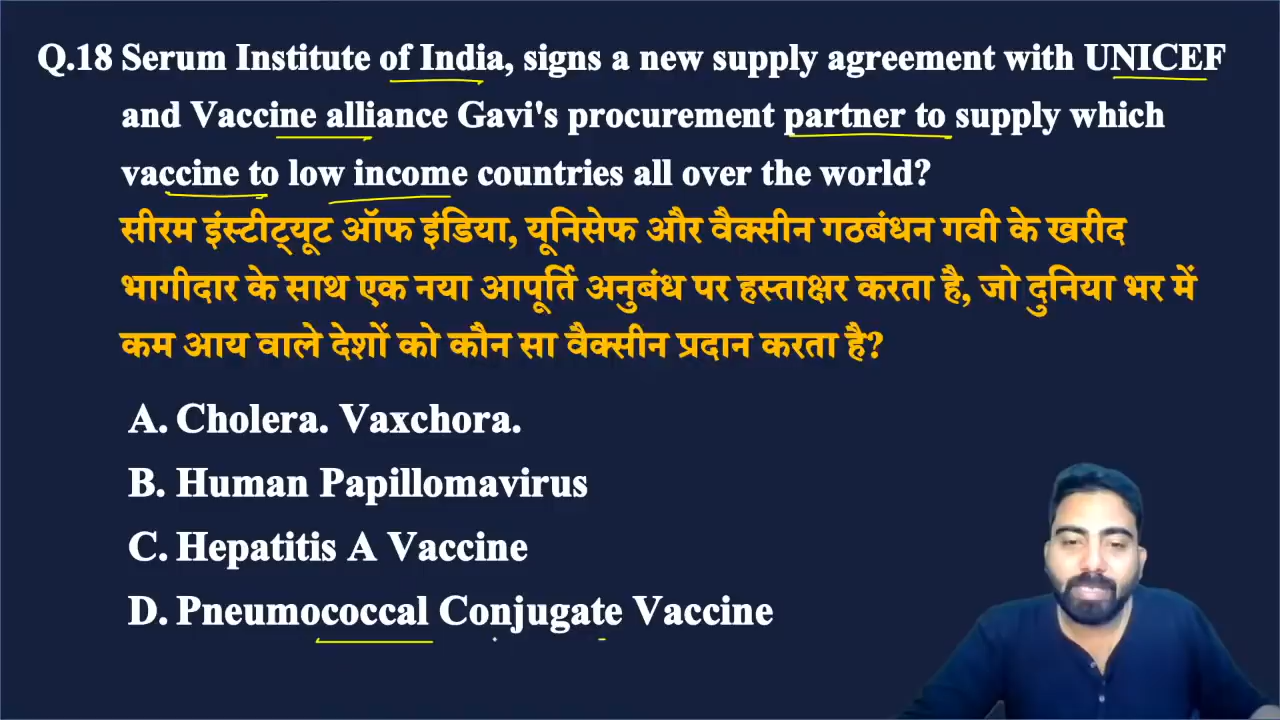 Q.18 Serum Institute of India, signs a new supply agreement with UNICEF
and Vaccine alliance Gavi's procurement partner to supply which
vaccine to low income countries all over the world?
सीरम इंस्टीट्यूट ऑफ इंडिया, यूनिसेफ और वैक्सीन गठबंधन गवी के खरीद
भागीदार के साथ एक नया आपूर्ति अनुबंध पर हस्ताक्षर करता है, जो दुनिया भर में
कम आय वाले देशों को कौन सा वैक्सीन प्रदान करता है?
A. Cholera. Vaxchora.
B. Human Papillomavirus
C. Hepatitis A Vaccine
D. Pneumococcal Conjugate Vaccine